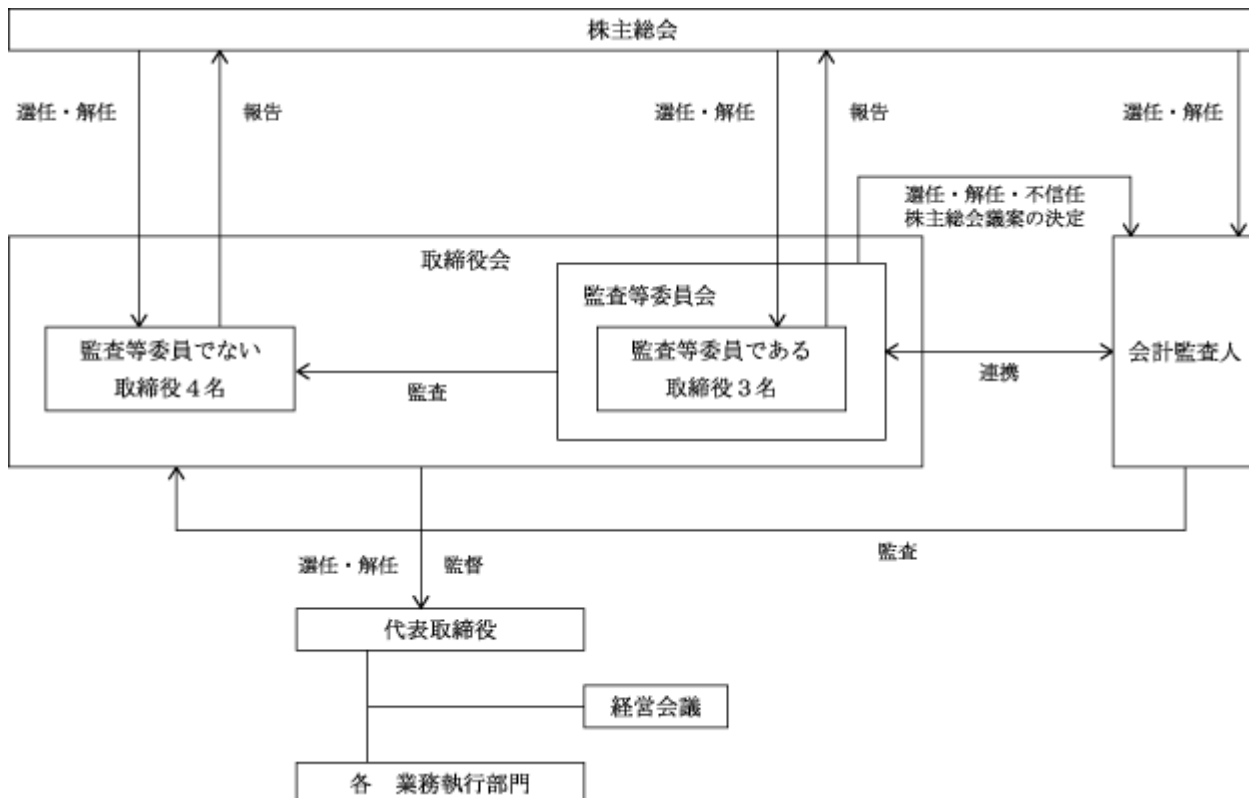 株主総会
選任・解任
報告
選任・解任
報告
選任・解任
選任・解任・不信任
株主総会議案の決定
取締役会
監査等委員会
監査等委員でない
取締役4名
監査
監査等委員である
取締役3名
連携
会計監査人
監査
選任・解任
監督
代表取締役
経営会議
各 業務執行部門